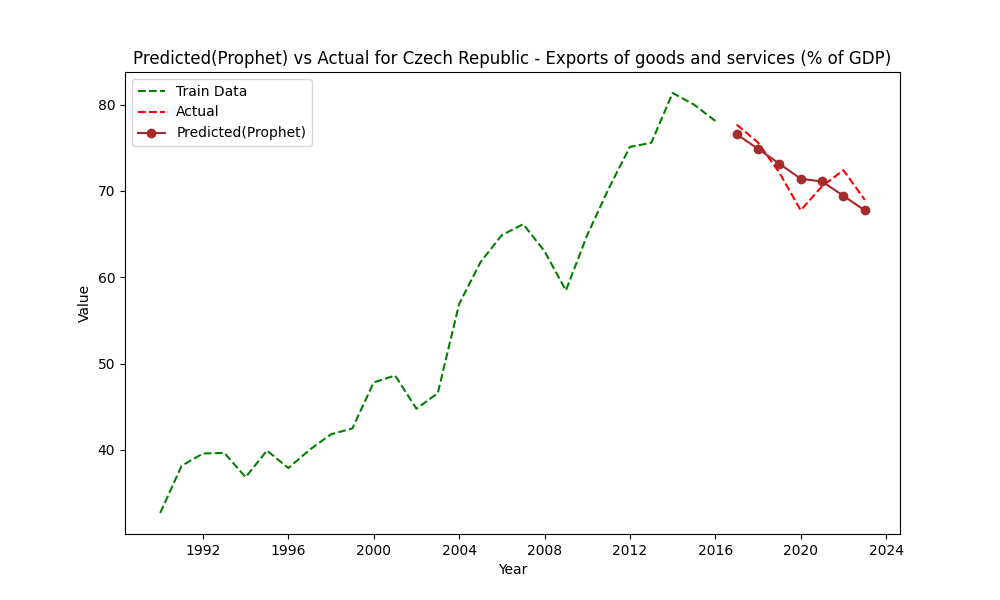 Predicted(Prophet) vs Actual for Czech Republic - Exports of goods and services (% of GDP)
Train Data
Actual
Predicted(Prophet)
80
70
60
50
40
Value
1992 1996 2000 2004 2008 2012 2016 2020 2024
Year